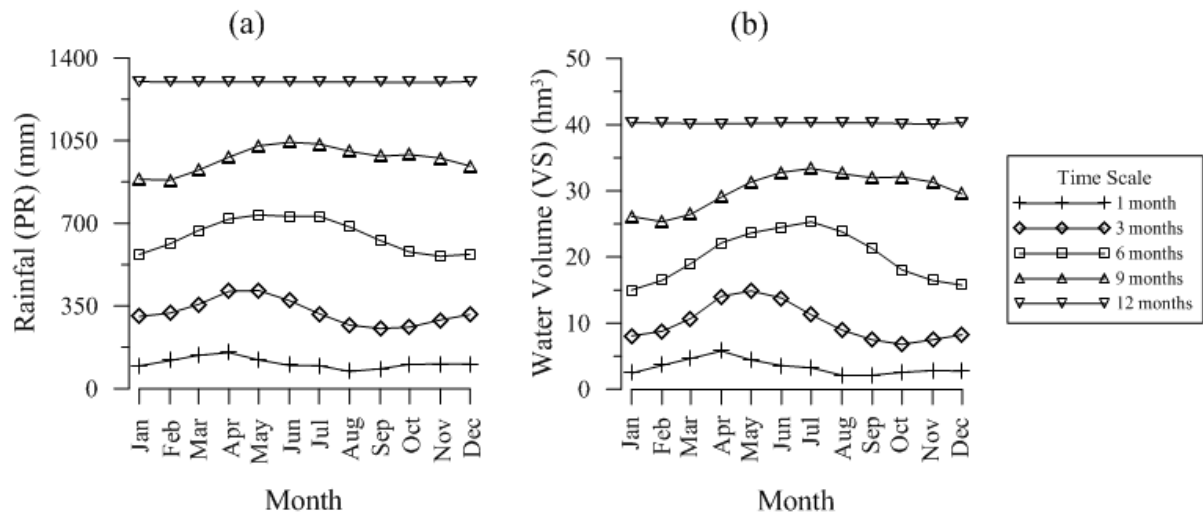 (a)
Rainfal (PR) (mm)
1400
1050
700
350
0
Jan
Feb
Mar
Apr
May
Jun
Jul
Aug
Sep
Oct
Nov
Dec
Month
(b)
Water Volume (VS) (hm³)
50
40
30
20
10
0
Jan
Feb
Mar
Apr
May
Jun
Jul
Aug
Sep
Oct
Nov
Dec
Month
Time Scale
1 month
3 months
6 months
9 months
12 months